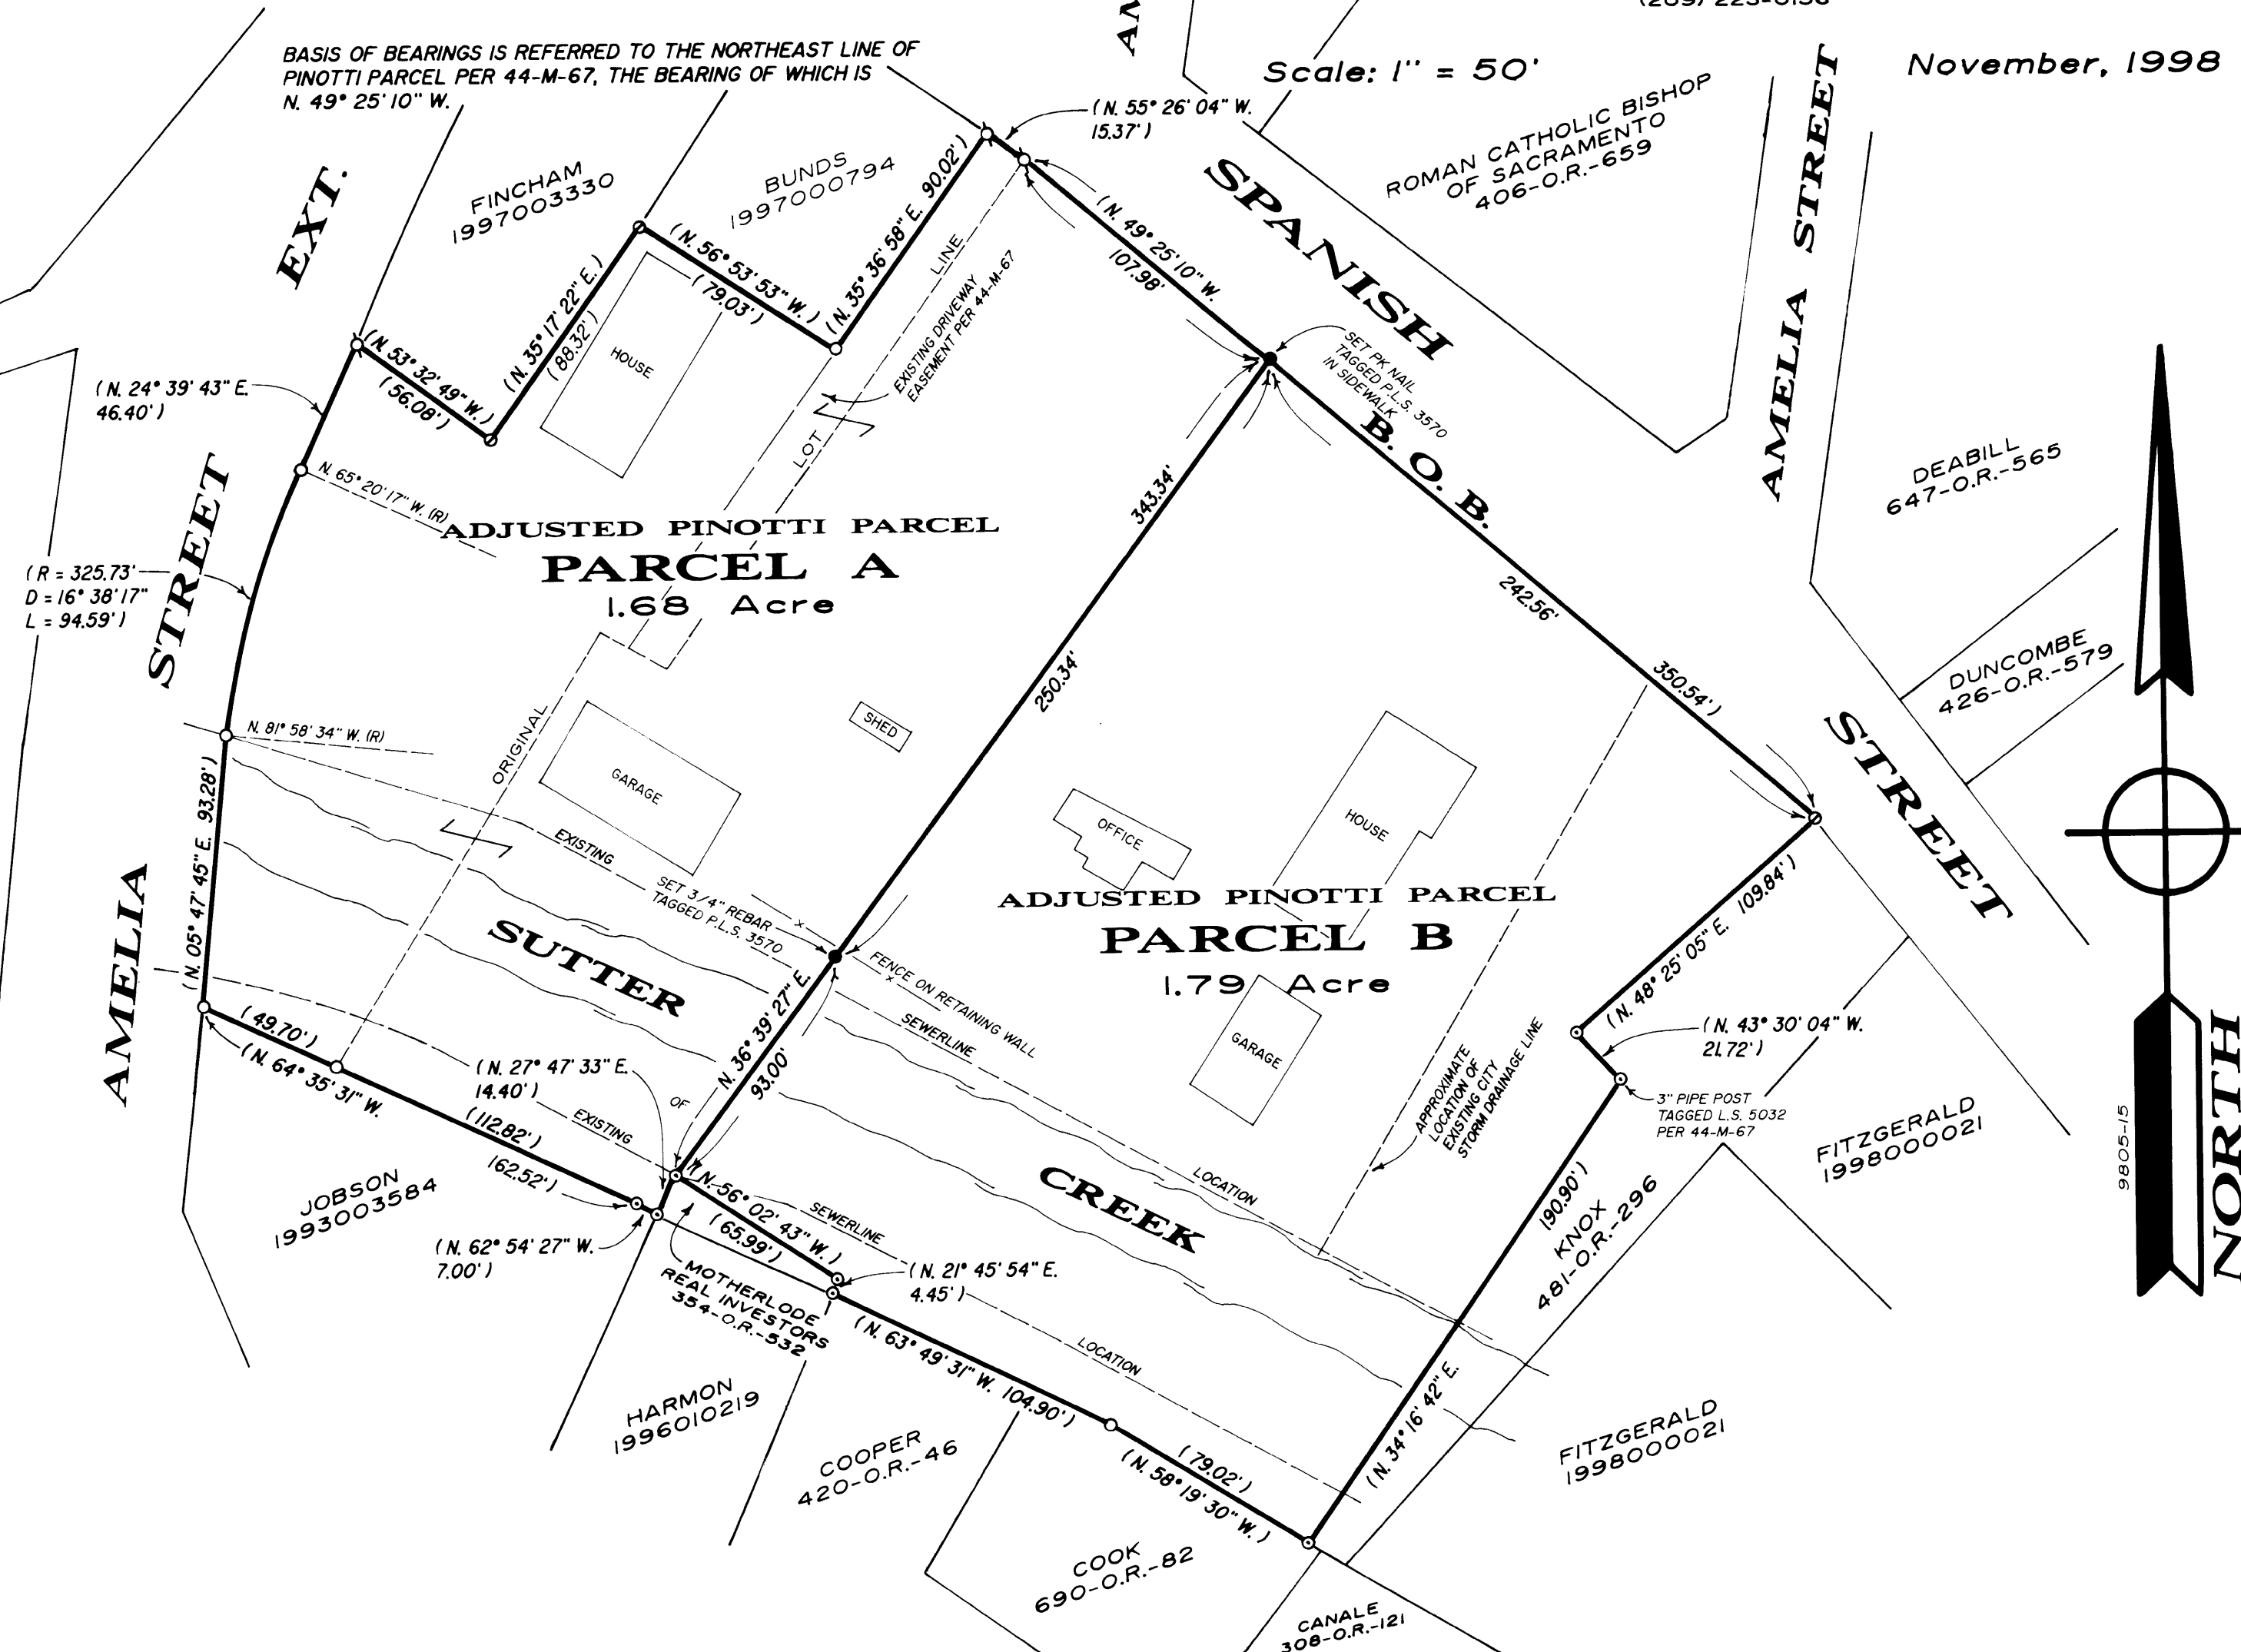 (209) 223-0156
BASIS OF BEARINGS IS REFERRED TO THE NORTHEAST LINE OF
PINOTTI PARCEL PER 44-M-67, THE BEARING OF WHICH IS
N. 49° 25' 10" W.
Scale: 1" = 50'
November, 1998
( N. 55° 26' 04" W.
15.37' )
ROMAN CATHOLIC BISHOP
OF SACRAMENTO
406-O.R.-659
AMELIA STREET
SPANISH
STREET
EXT.
FINCHAM
1997003330
BUNDS
1997000794
( N. 35° 36' 58" E. 90.02' )
( N. 56° 53' 53" W. )
( 79.03' )
( N. 35° 17' 22" E. )
( 88.32' )
HOUSE
LOT LINE
EXISTING DRIVEWAY
EASEMENT PER 44-M-67
( N. 49° 25' 10" W.
107.98'
SET PK NAIL
TAGGED P.L.S. 3570
IN SIDEWALK
B. O. B.
242.56'
350.54' )
( N. 53° 32' 49" W. )
( 56.08' )
( N. 24° 39' 43" E.
46.40' )
N. 65° 20' 17" W. (R)
DEABILL
647-O.R.-565
DUNCOMBE
426-O.R.-579
343.34'
250.34'
ADJUSTED PINOTTI PARCEL
PARCEL A
1.68 Acre
( R = 325.73'
D = 16° 38' 17"
L = 94.59' )
STREET
AMELIA
N. 81° 58' 34" W. (R)
( N. 05° 47' 45" E. 93.28' )
ORIGINAL
SHED
GARAGE
EXISTING
SET 3/4" REBAR
TAGGED P.L.S. 3570
SUTTER
FENCE ON RETAINING WALL
SEWERLINE
OFFICE
HOUSE
ADJUSTED PINOTTI PARCEL
PARCEL B
1.79 Acre
GARAGE
( N. 48° 25' 05" E. 109.84' )
( N. 43° 30' 04" W.
21.72' )
3" PIPE POST
TAGGED L.S. 5032
PER 44-M-67
APPROXIMATE
LOCATION OF
EXISTING CITY
STORM DRAINAGE LINE
FITZGERALD
1998000021
9805-15
NORTH
( 49.70' )
( N. 64° 35' 31" W.
( 112.82' )
162.52' )
( N. 27° 47' 33" E.
14.40' )
N. 36° 39' 27" E.
93.00'
EXISTING
OF
JOBSON
1993003584
( N. 62° 54' 27" W.
7.00' )
( N. 56° 02' 43" W. )
( 65.99' )
SEWERLINE
LOCATION
CREEK
MOTHERLODE
REAL INVESTORS
354-O.R.-532
( N. 21° 45' 54" E.
4.45' )
( N. 63° 49' 31" W. 104.90' )
LOCATION
190.90' )
( N. 34° 16' 42" E.
KNOX
481-O.R.-296
HARMON
1996010219
COOPER
420-O.R.-46
( 79.02' )
( N. 58° 19' 30" W. )
FITZGERALD
1998000021
COOK
690-O.R.-82
CANALE
308-O.R.-121